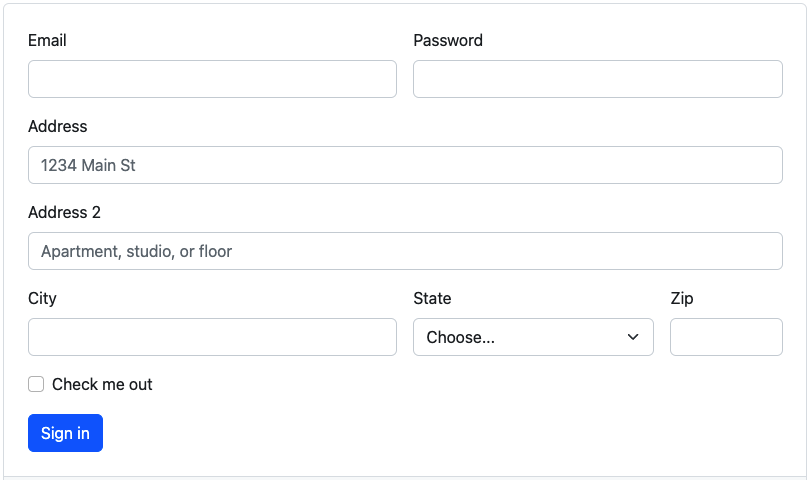 Email Password
Address
1234 Main St
Address 2
Apartment, studio, or floor
City State Zip
Choose...
Check me out
Sign in